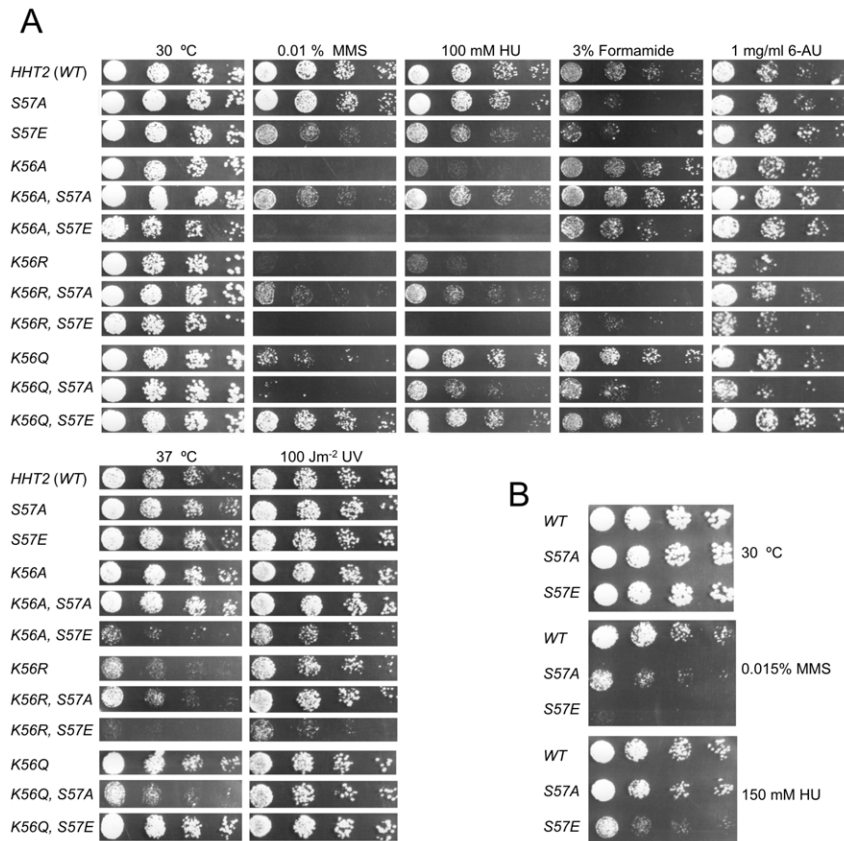 A
30 ºC 0.01 % MMS 100 mM HU 3% Formamide 1 mg/ml 6-AU
HHT2 (WT)
S57A
S57E
K56A
K56A, S57A
K56A, S57E
K56R
K56R, S57A
K56R, S57E
K56Q
K56Q, S57A
K56Q, S57E
37 ºC 100 Jm-2 UV
HHT2 (WT)
S57A
S57E
K56A
K56A, S57A
K56A, S57E
K56R
K56R, S57A
K56R, S57E
K56Q
K56Q, S57A
K56Q, S57E
B
WT
S57A
S57E
30 ºC
WT
S57A
S57E
0.015% MMS
WT
S57A
S57E
150 mM HU